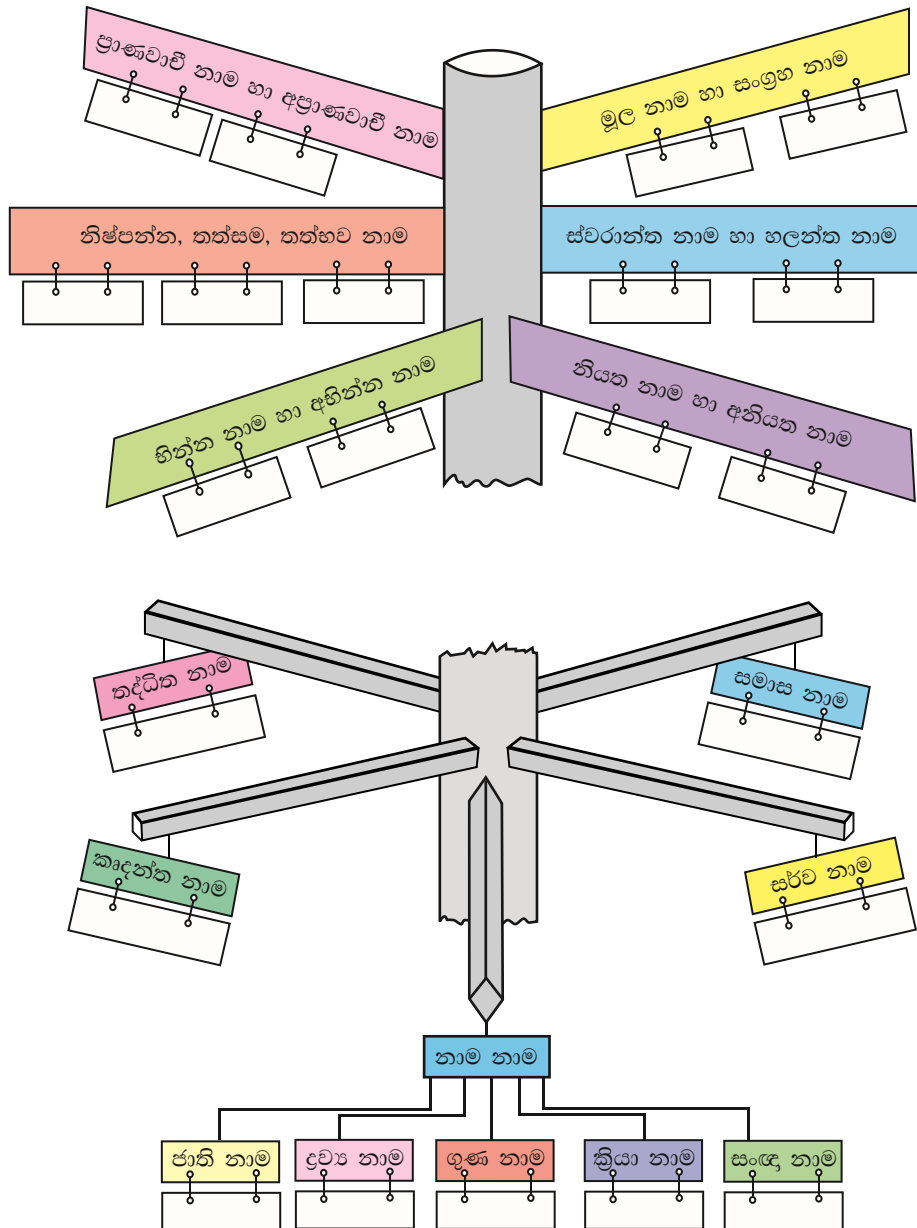 ප්‍රාණවාචී නාම හා අප්‍රාණවාචී නාම
මූල නාම හා සංග්‍රහ නාම
නිෂ්පන්න, තත්සම, තත්භව නාම
ස්වරාන්ත නාම හා හලන්ත නාම
භින්න නාම හා අභින්න නාම
නියත නාම හා අනියත නාම
තද්ධිත නාම
සමාස නාම
කෘදන්ත නාම
සර්ව නාම
නාම නාම
ජාති නාම
ද්‍රව්‍ය නාම
ගුණ නාම
ක්‍රියා නාම
සංඥා නාම